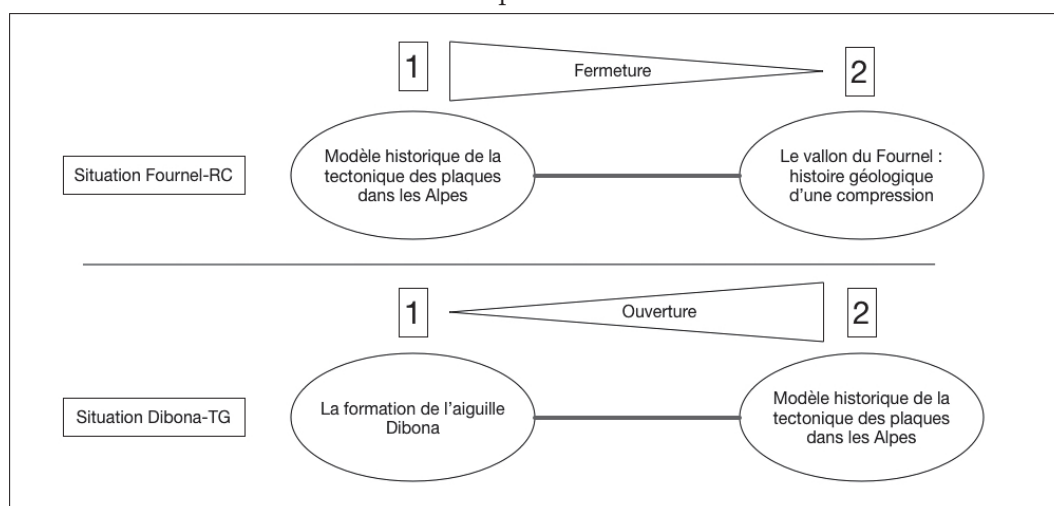 1
Fermeture
2
Situation Fournel-RC
Modèle historique de la
tectonique des plaques
dans les Alpes
Le vallon du Fournel :
histoire géologique
d'une compression
1
Ouverture
2
Situation Dibona-TG
La formation de l'aiguille
Dibona
Modèle historique de la
tectonique des plaques
dans les Alpes